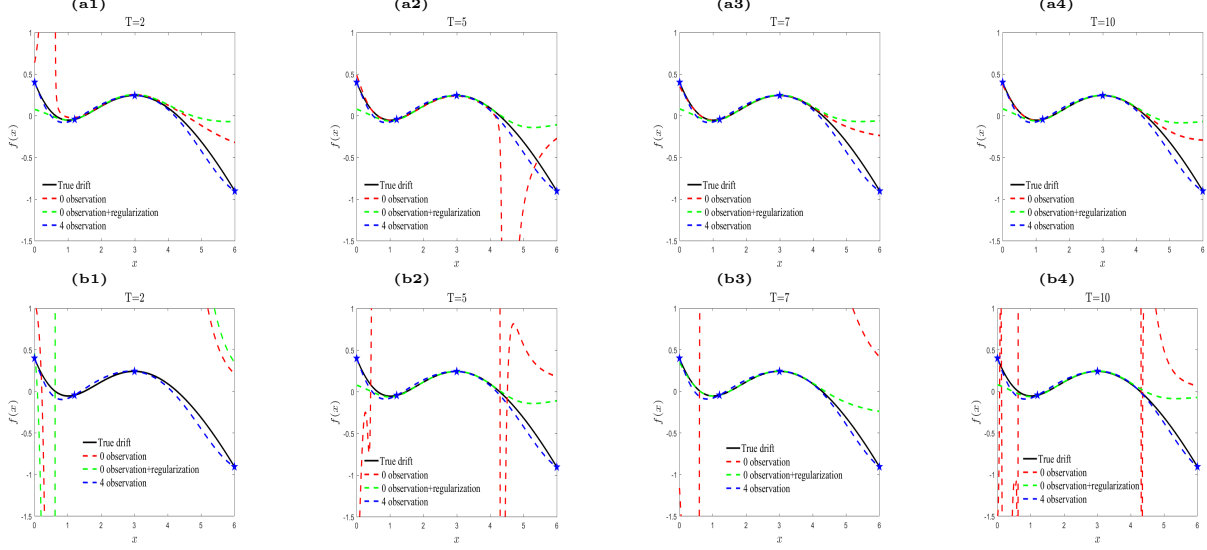 (a1) (a2) (a3) (a4)
T=2 T=5 T=7 T=10
1 0.5 0 -0.5 -1 -1.5
f(x)
True drift
0 observation
0 observation+regularization
4 observation
0 1 2 3 4 5 6
x
1 0.5 0 -0.5 -1 -1.5
f(x)
True drift
0 observation
0 observation+regularization
4 observation
0 1 2 3 4 5 6
x
1 0.5 0 -0.5 -1 -1.5
f(x)
True drift
0 observation
0 observation+regularization
4 observation
0 1 2 3 4 5 6
x
1 0.5 0 -0.5 -1 -1.5
f(x)
True drift
0 observation
0 observation+regularization
4 observation
0 1 2 3 4 5 6
x
(b1) (b2) (b3) (b4)
T=2 T=5 T=7 T=10
1 0.5 0 -0.5 -1 -1.5
f(x)
True drift
0 observation
0 observation+regularization
4 observation
0 1 2 3 4 5 6
x
1 0.5 0 -0.5 -1 -1.5
f(x)
True drift
0 observation
0 observation+regularization
4 observation
0 1 2 3 4 5 6
x
1 0.5 0 -0.5 -1 -1.5
f(x)
True drift
0 observation
0 observation+regularization
4 observation
0 1 2 3 4 5 6
x
1 0.5 0 -0.5 -1 -1.5
f(x)
True drift
0 observation
0 observation+regularization
4 observation
0 1 2 3 4 5 6
x